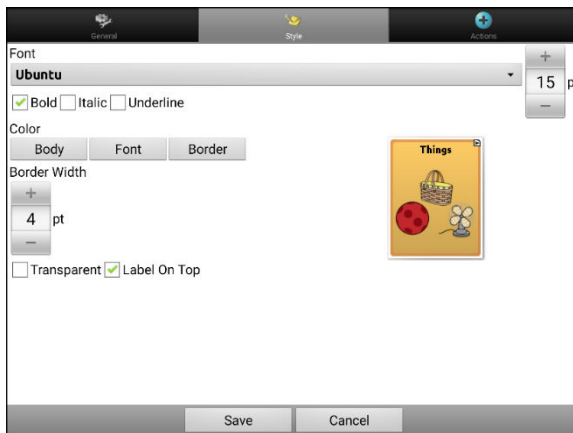 General Style Actions
Font
Ubuntu
15 p
Bold Italic Underline
Color
Body Font Border
Things
Border Width
4 pt
Transparent Label On Top
Save Cancel